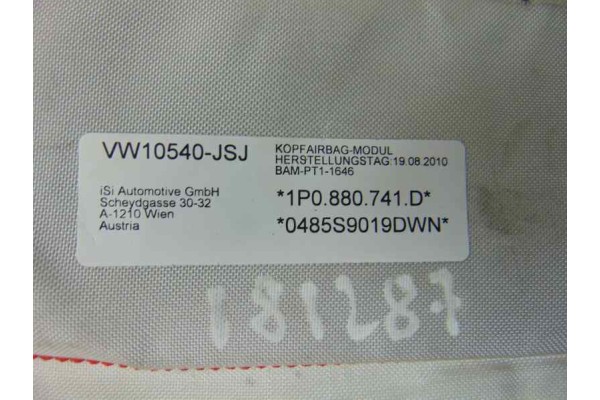 VW10540-JSJ
KOPFAIRBAG-MODUL
HERSTELLUNGSTAG:19.08.2010
BAM-PT1-1646
iSi Automotive GmbH
Scheydgasse 30-32
A-1210 Wien
Austria
*1P0.880.741.D*
*0485S9019DWN*
181287